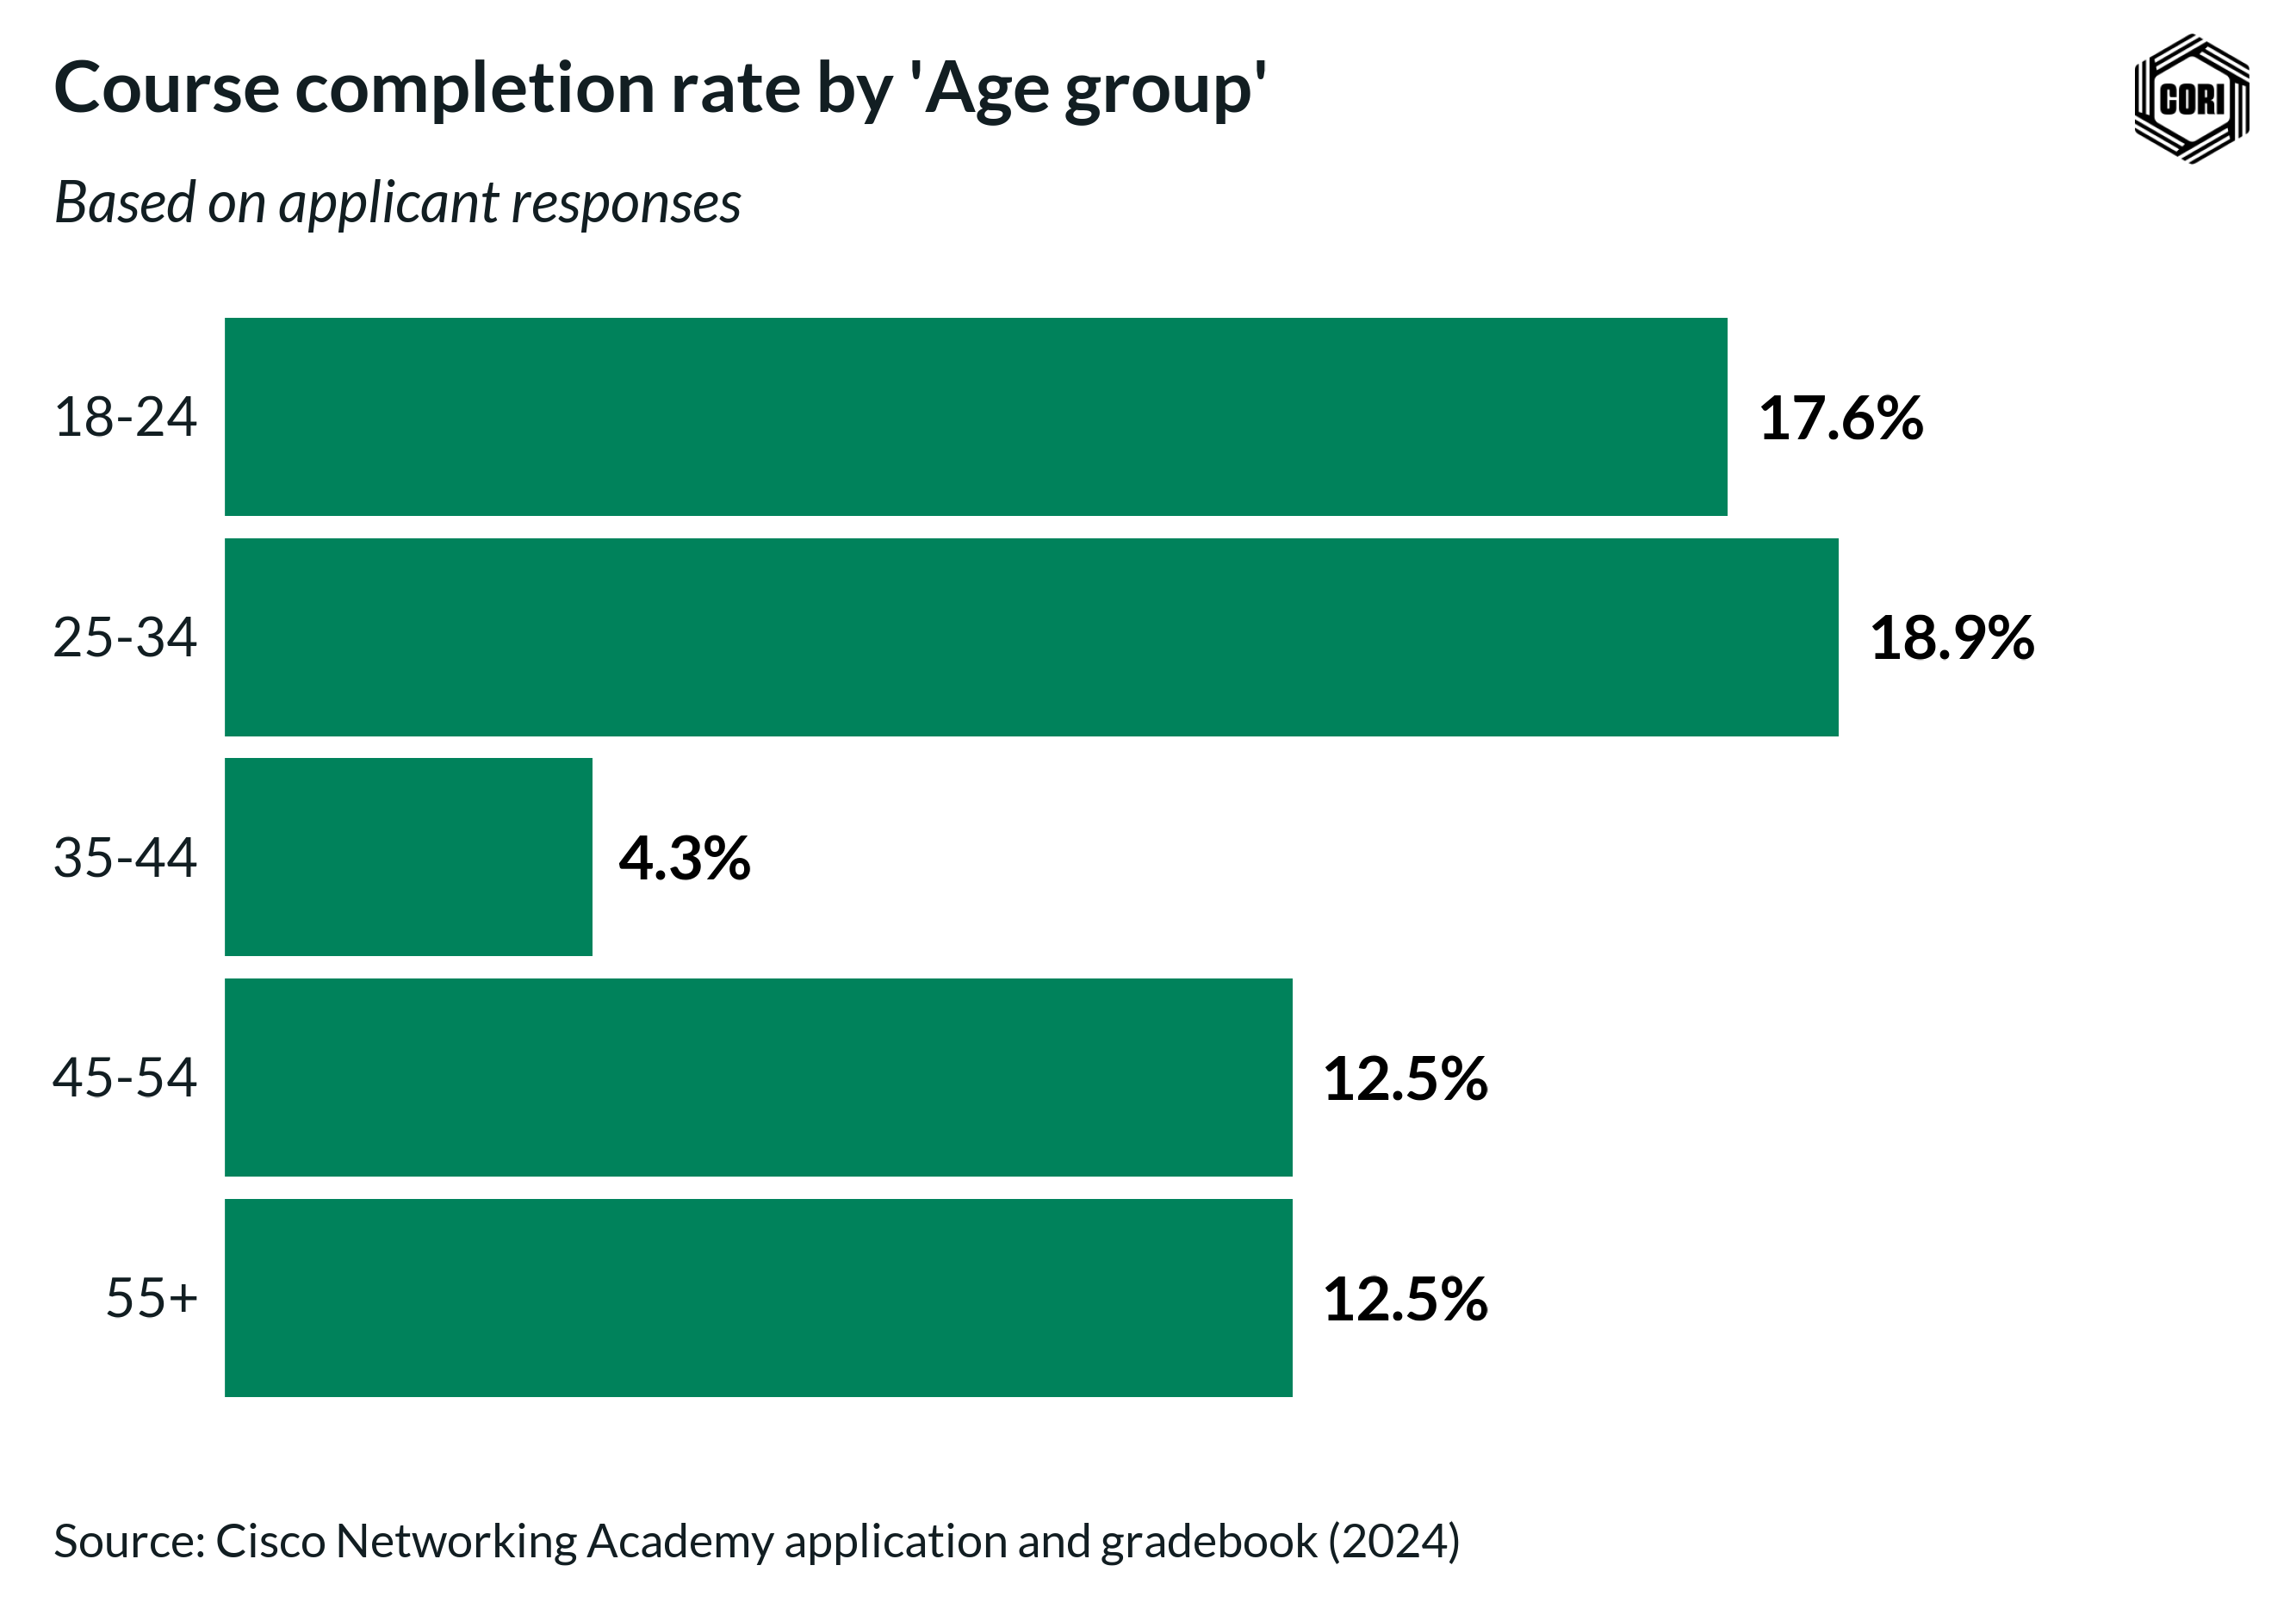 Course completion rate by 'Age group'
CORI
Based on applicant responses
18-24 17.6%
25-34 18.9%
35-44 4.3%
45-54 12.5%
55+ 12.5%
Source: Cisco Networking Academy application and gradebook (2024)